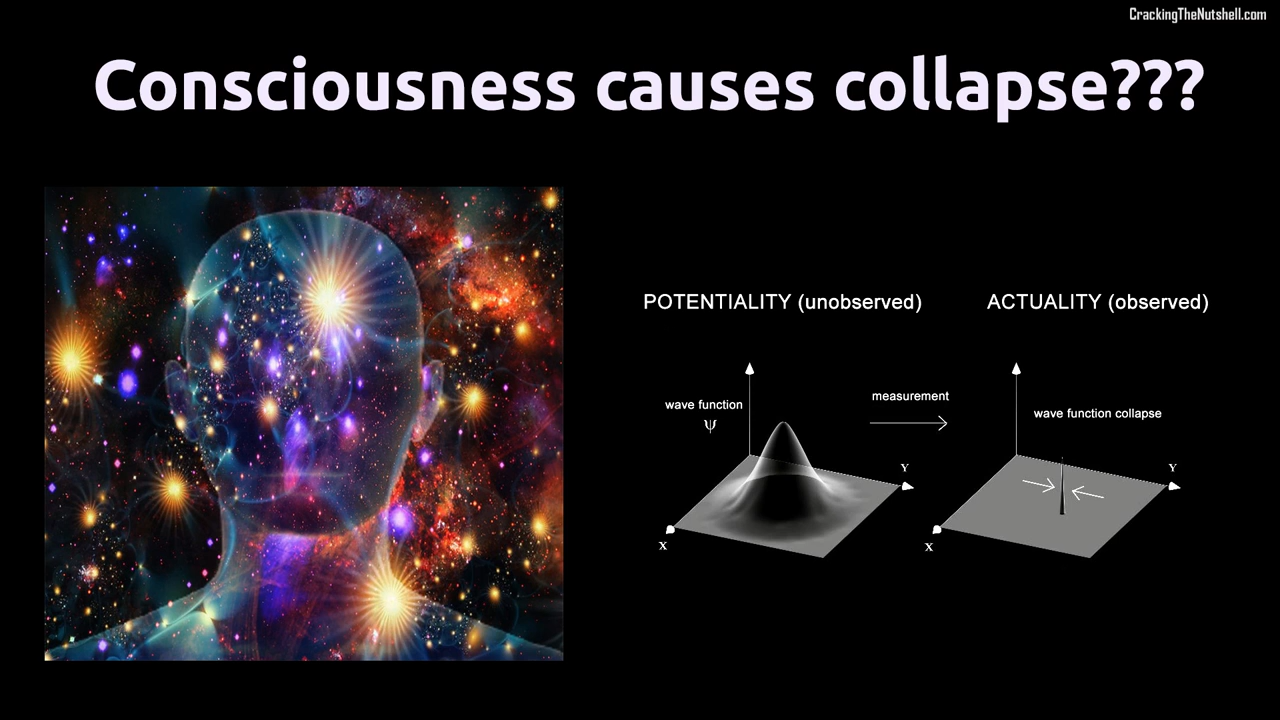 CrackingTheNutshell.com
Consciousness causes collapse???
POTENTIALITY (unobserved)
ACTUALITY (observed)
wave function
ψ
measurement
wave function collapse
Y
X
Y
X